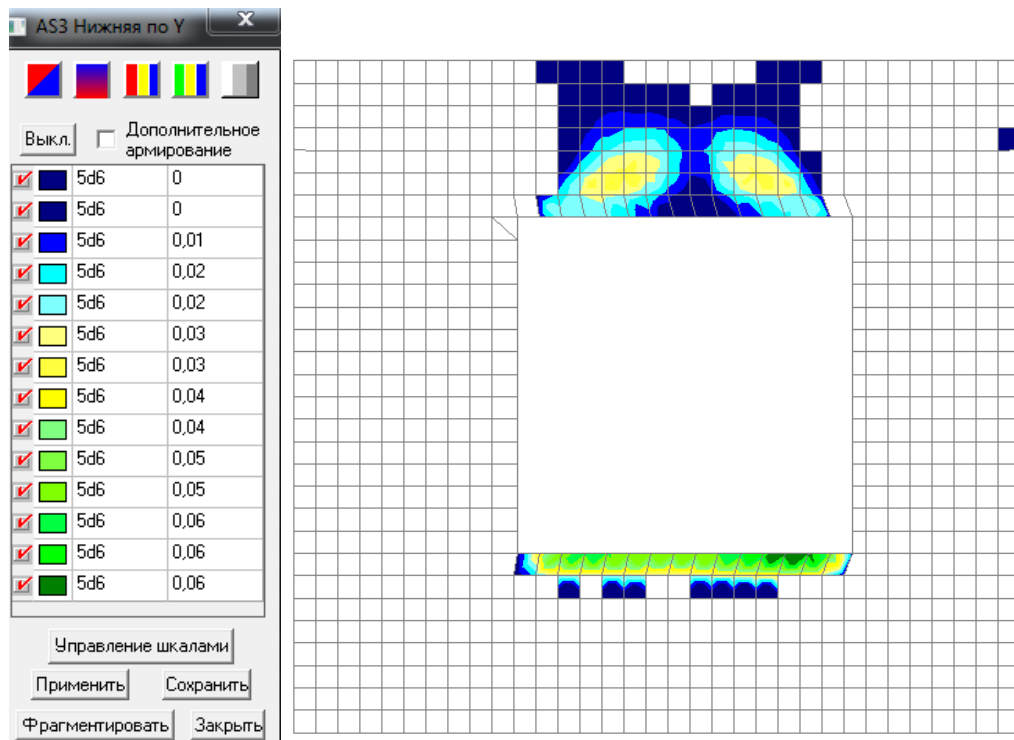 AS3 Нижняя по Y
X
Выкл.
Дополнительное
армирование
5d6 0
5d6 0
5d6 0,01
5d6 0,02
5d6 0,02
5d6 0,03
5d6 0,03
5d6 0,04
5d6 0,04
5d6 0,05
5d6 0,05
5d6 0,06
5d6 0,06
5d6 0,06
Управление шкалами
Применить Сохранить
Фрагментировать Закрыть